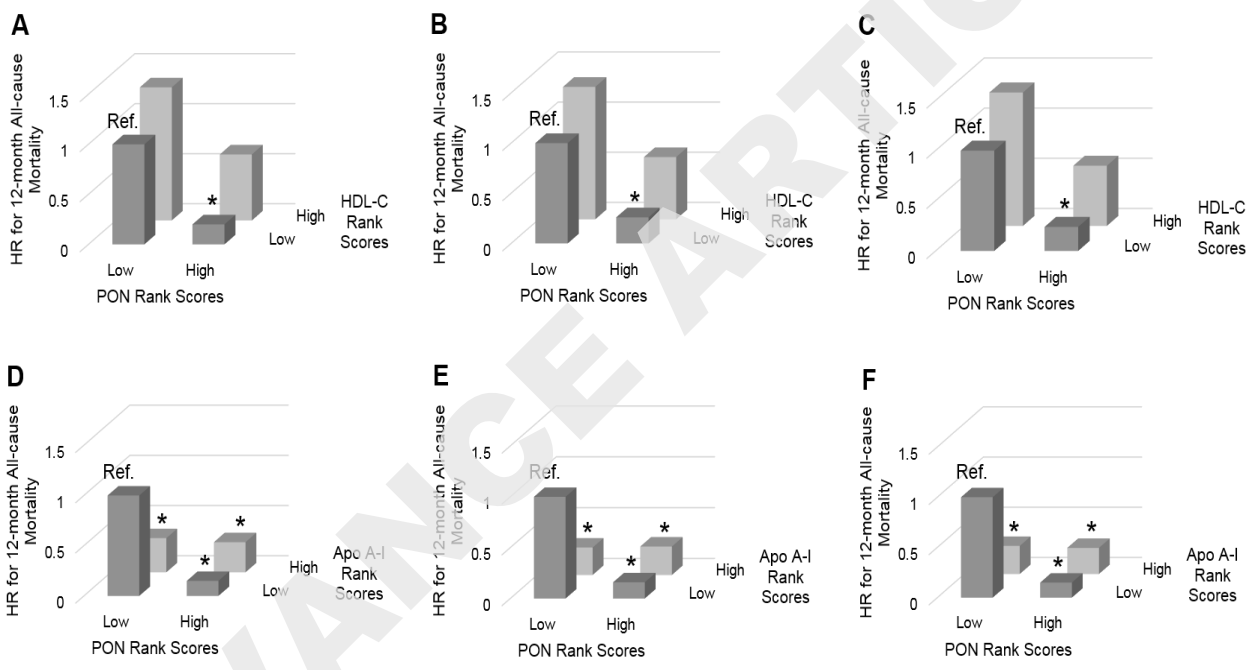 A
HR for 12-month All-cause
Mortality
1.5
1
0.5
0
Ref.
*
High
Low
HDL-C
Rank
Scores
Low
High
PON Rank Scores
B
HR for 12-month All-cause
Mortality
1.5
1
0.5
0
Ref.
*
High
Low
HDL-C
Rank
Scores
Low
High
PON Rank Scores
C
HR for 12-month All-cause
Mortality
1.5
1
0.5
0
Ref.
*
High
Low
HDL-C
Rank
Scores
Low
High
PON Rank Scores
D
HR for 12-month All-cause
Mortality
1.5
1
0.5
0
Ref.
*
*
*
High
Low
Apo A-I
Rank
Scores
Low
High
PON Rank Scores
E
HR for 12-month All-cause
Mortality
1.5
1
0.5
0
Ref.
*
*
*
High
Low
Apo A-I
Rank
Scores
Low
High
PON Rank Scores
F
HR for 12-month All-cause
Mortality
1.5
1
0.5
0
Ref.
*
*
*
High
Low
Apo A-I
Rank
Scores
Low
High
PON Rank Scores
VANCE ARTIC